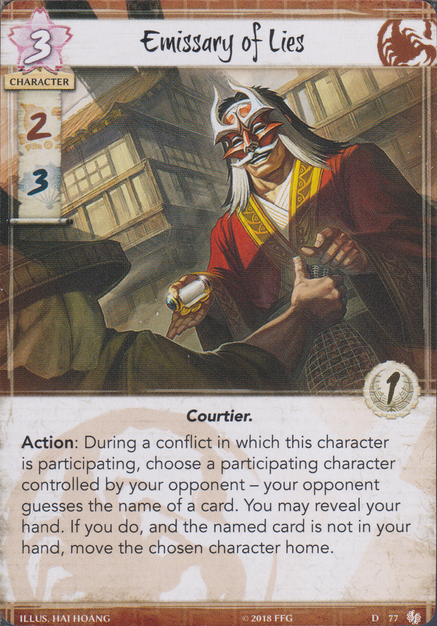 3
Emissary of Lies
CHARACTER
2
3
1
Courtier.
Action: During a conflict in which this character
is participating, choose a participating character
controlled by your opponent – your opponent
guesses the name of a card. You may reveal your
hand. If you do, and the named card is not in your
hand, move the chosen character home.
ILLUS. HAI HOANG © 2018 FFG D 77